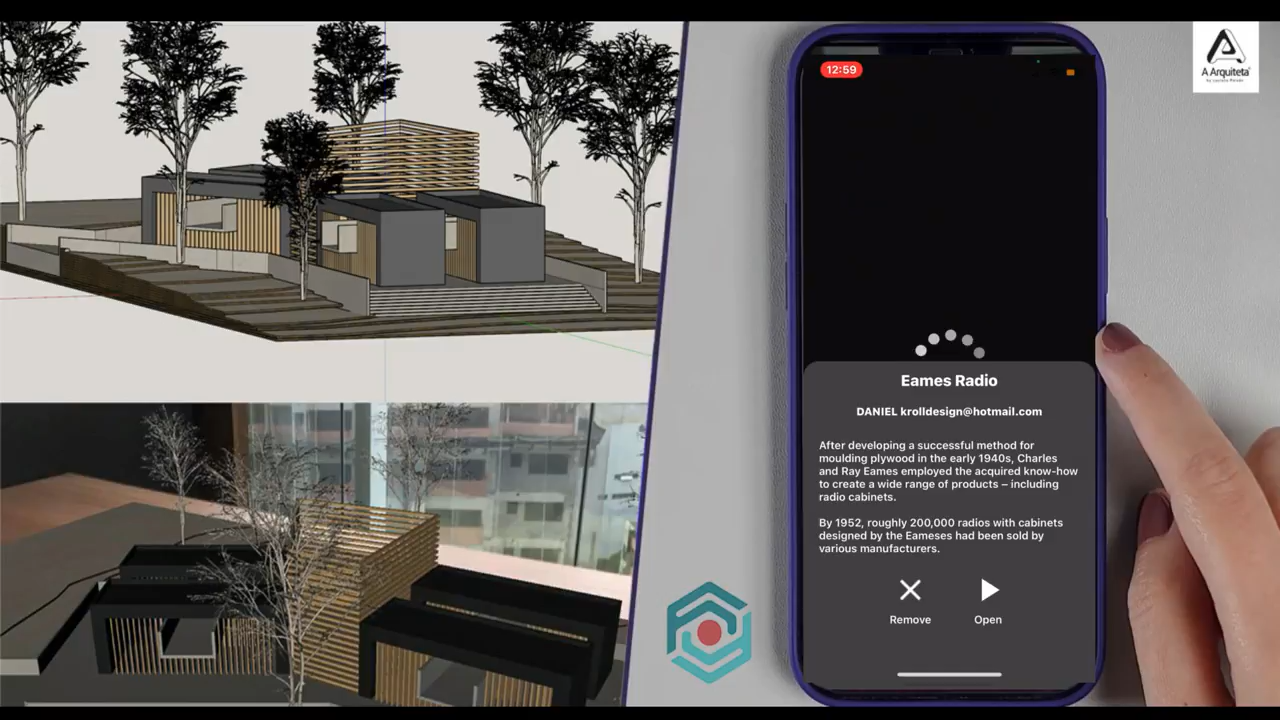 12:59
A Arquiteta
Eames Radio
DANIEL krolldesign@hotmail.com
After developing a successful method for
moulding plywood in the early 1940s, Charles
and Ray Eames employed the acquired know-how
to create a wide range of products – including
radio cabinets.
By 1952, roughly 200,000 radios with cabinets
designed by the Eameses had been sold by
various manufacturers.
Remove
Open